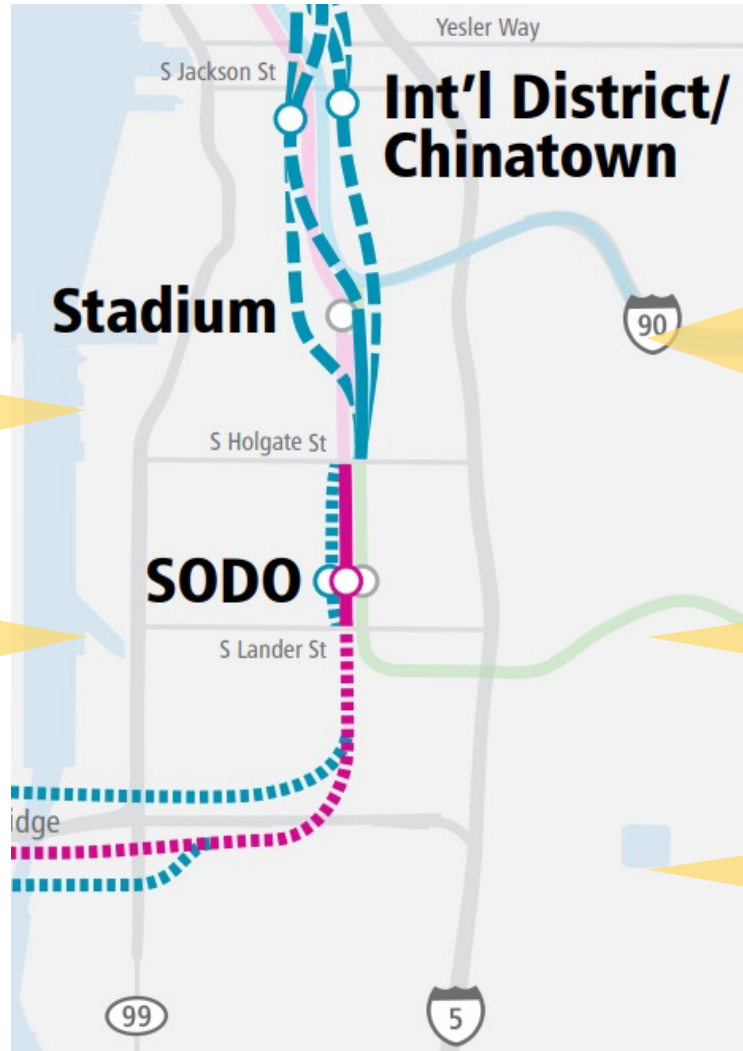 Yesler Way
S Jackson St
Int'l District/
Chinatown
Stadium
90
S Holgate St
SODO
S Lander St
idge
99
5